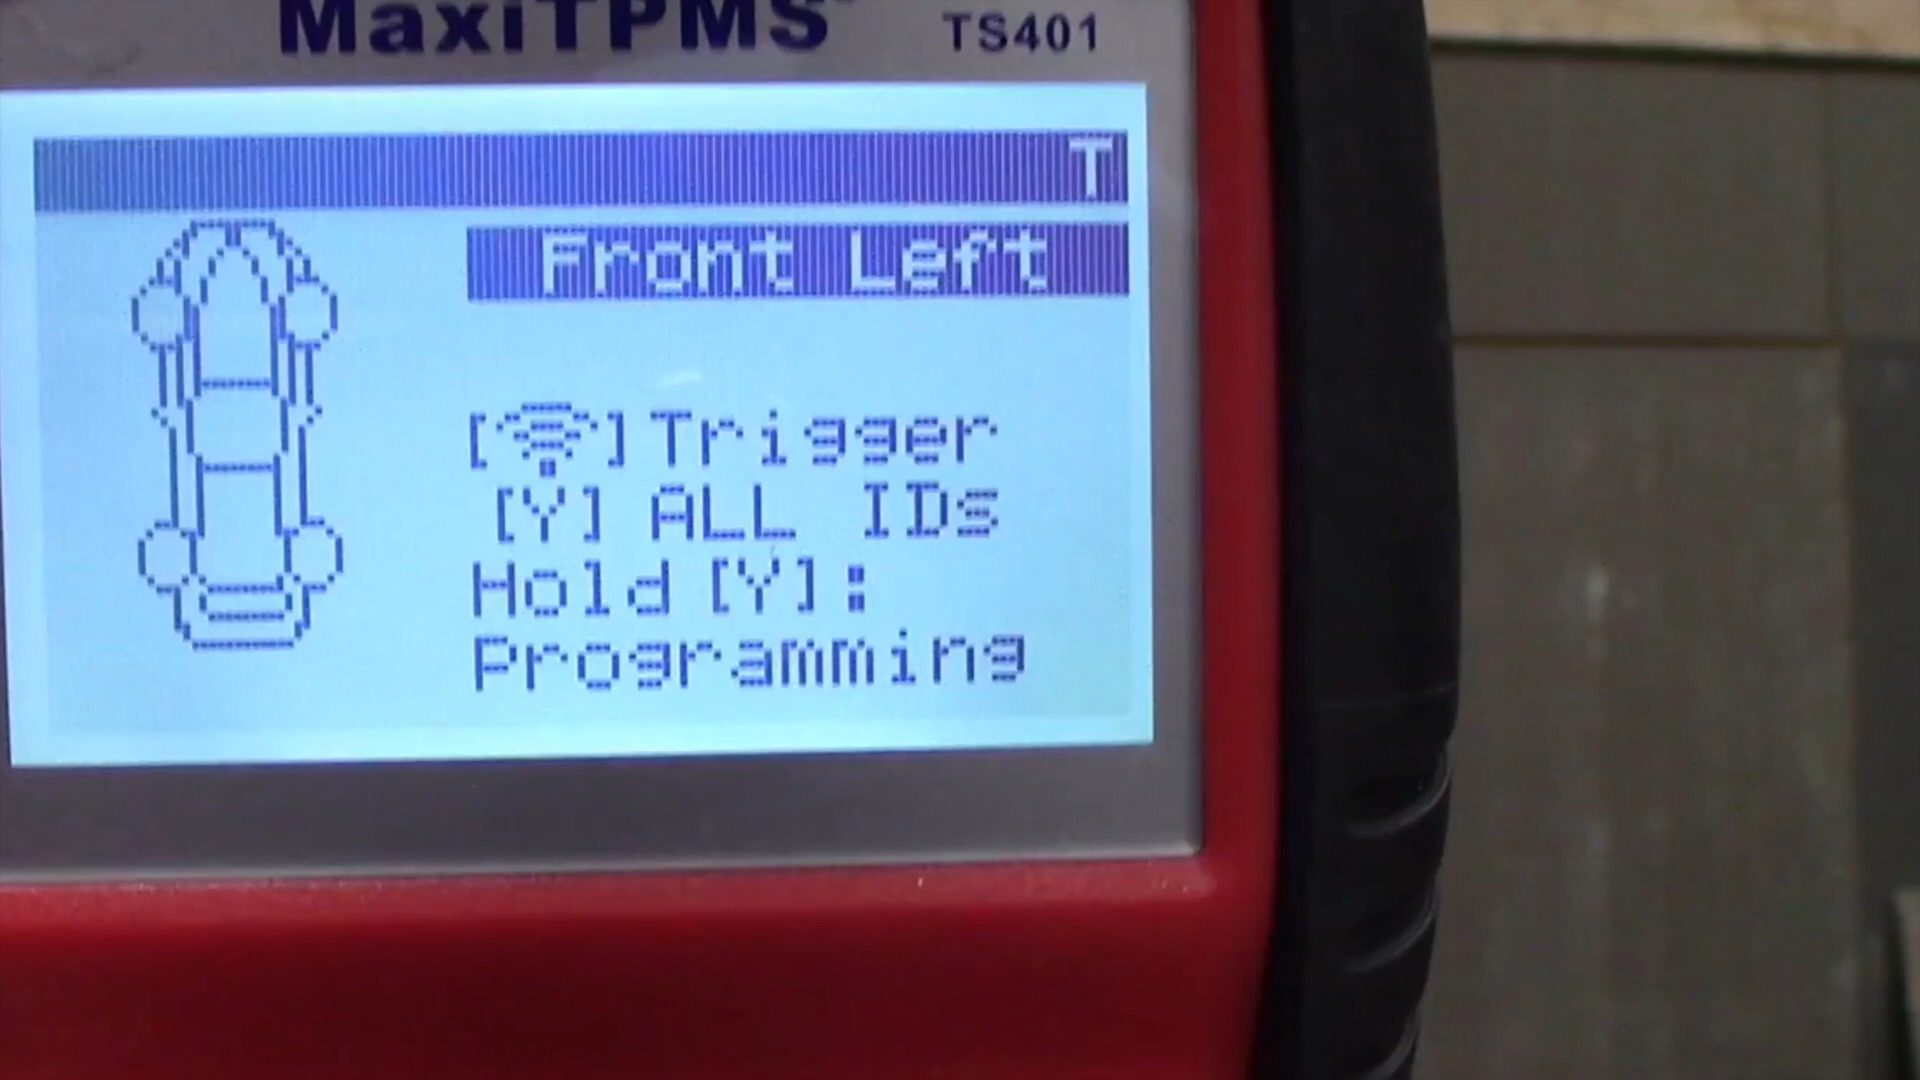 MaxiTPMS TS401
T
Front Left
[ ]Trigger
[Y] ALL IDs
Hold[Y]:
Programming